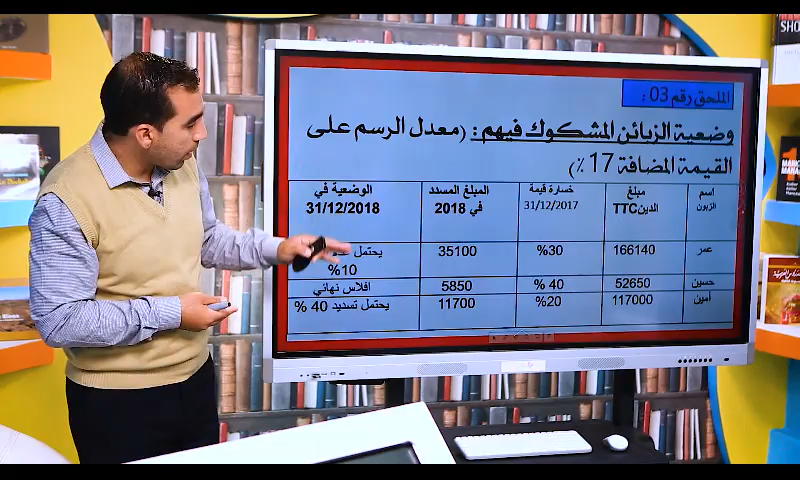 الملحق رقم 03 :
وضعية الزبائن المشكوك فيهم : (معدل الرسم على
القيمة المضافة 17 ٪)
اسم الزبون مبلغ الدين TTC خسارة قيمة 31/12/2017 المبلغ المسدد في 2018 الوضعية في 31/12/2018
عمر 166140 %30 35100 يحتمل
%10
حسين 52650 % 40 5850 افلاس نهائي
أمين 117000 %20 11700 يحتمل تسديد 40 %